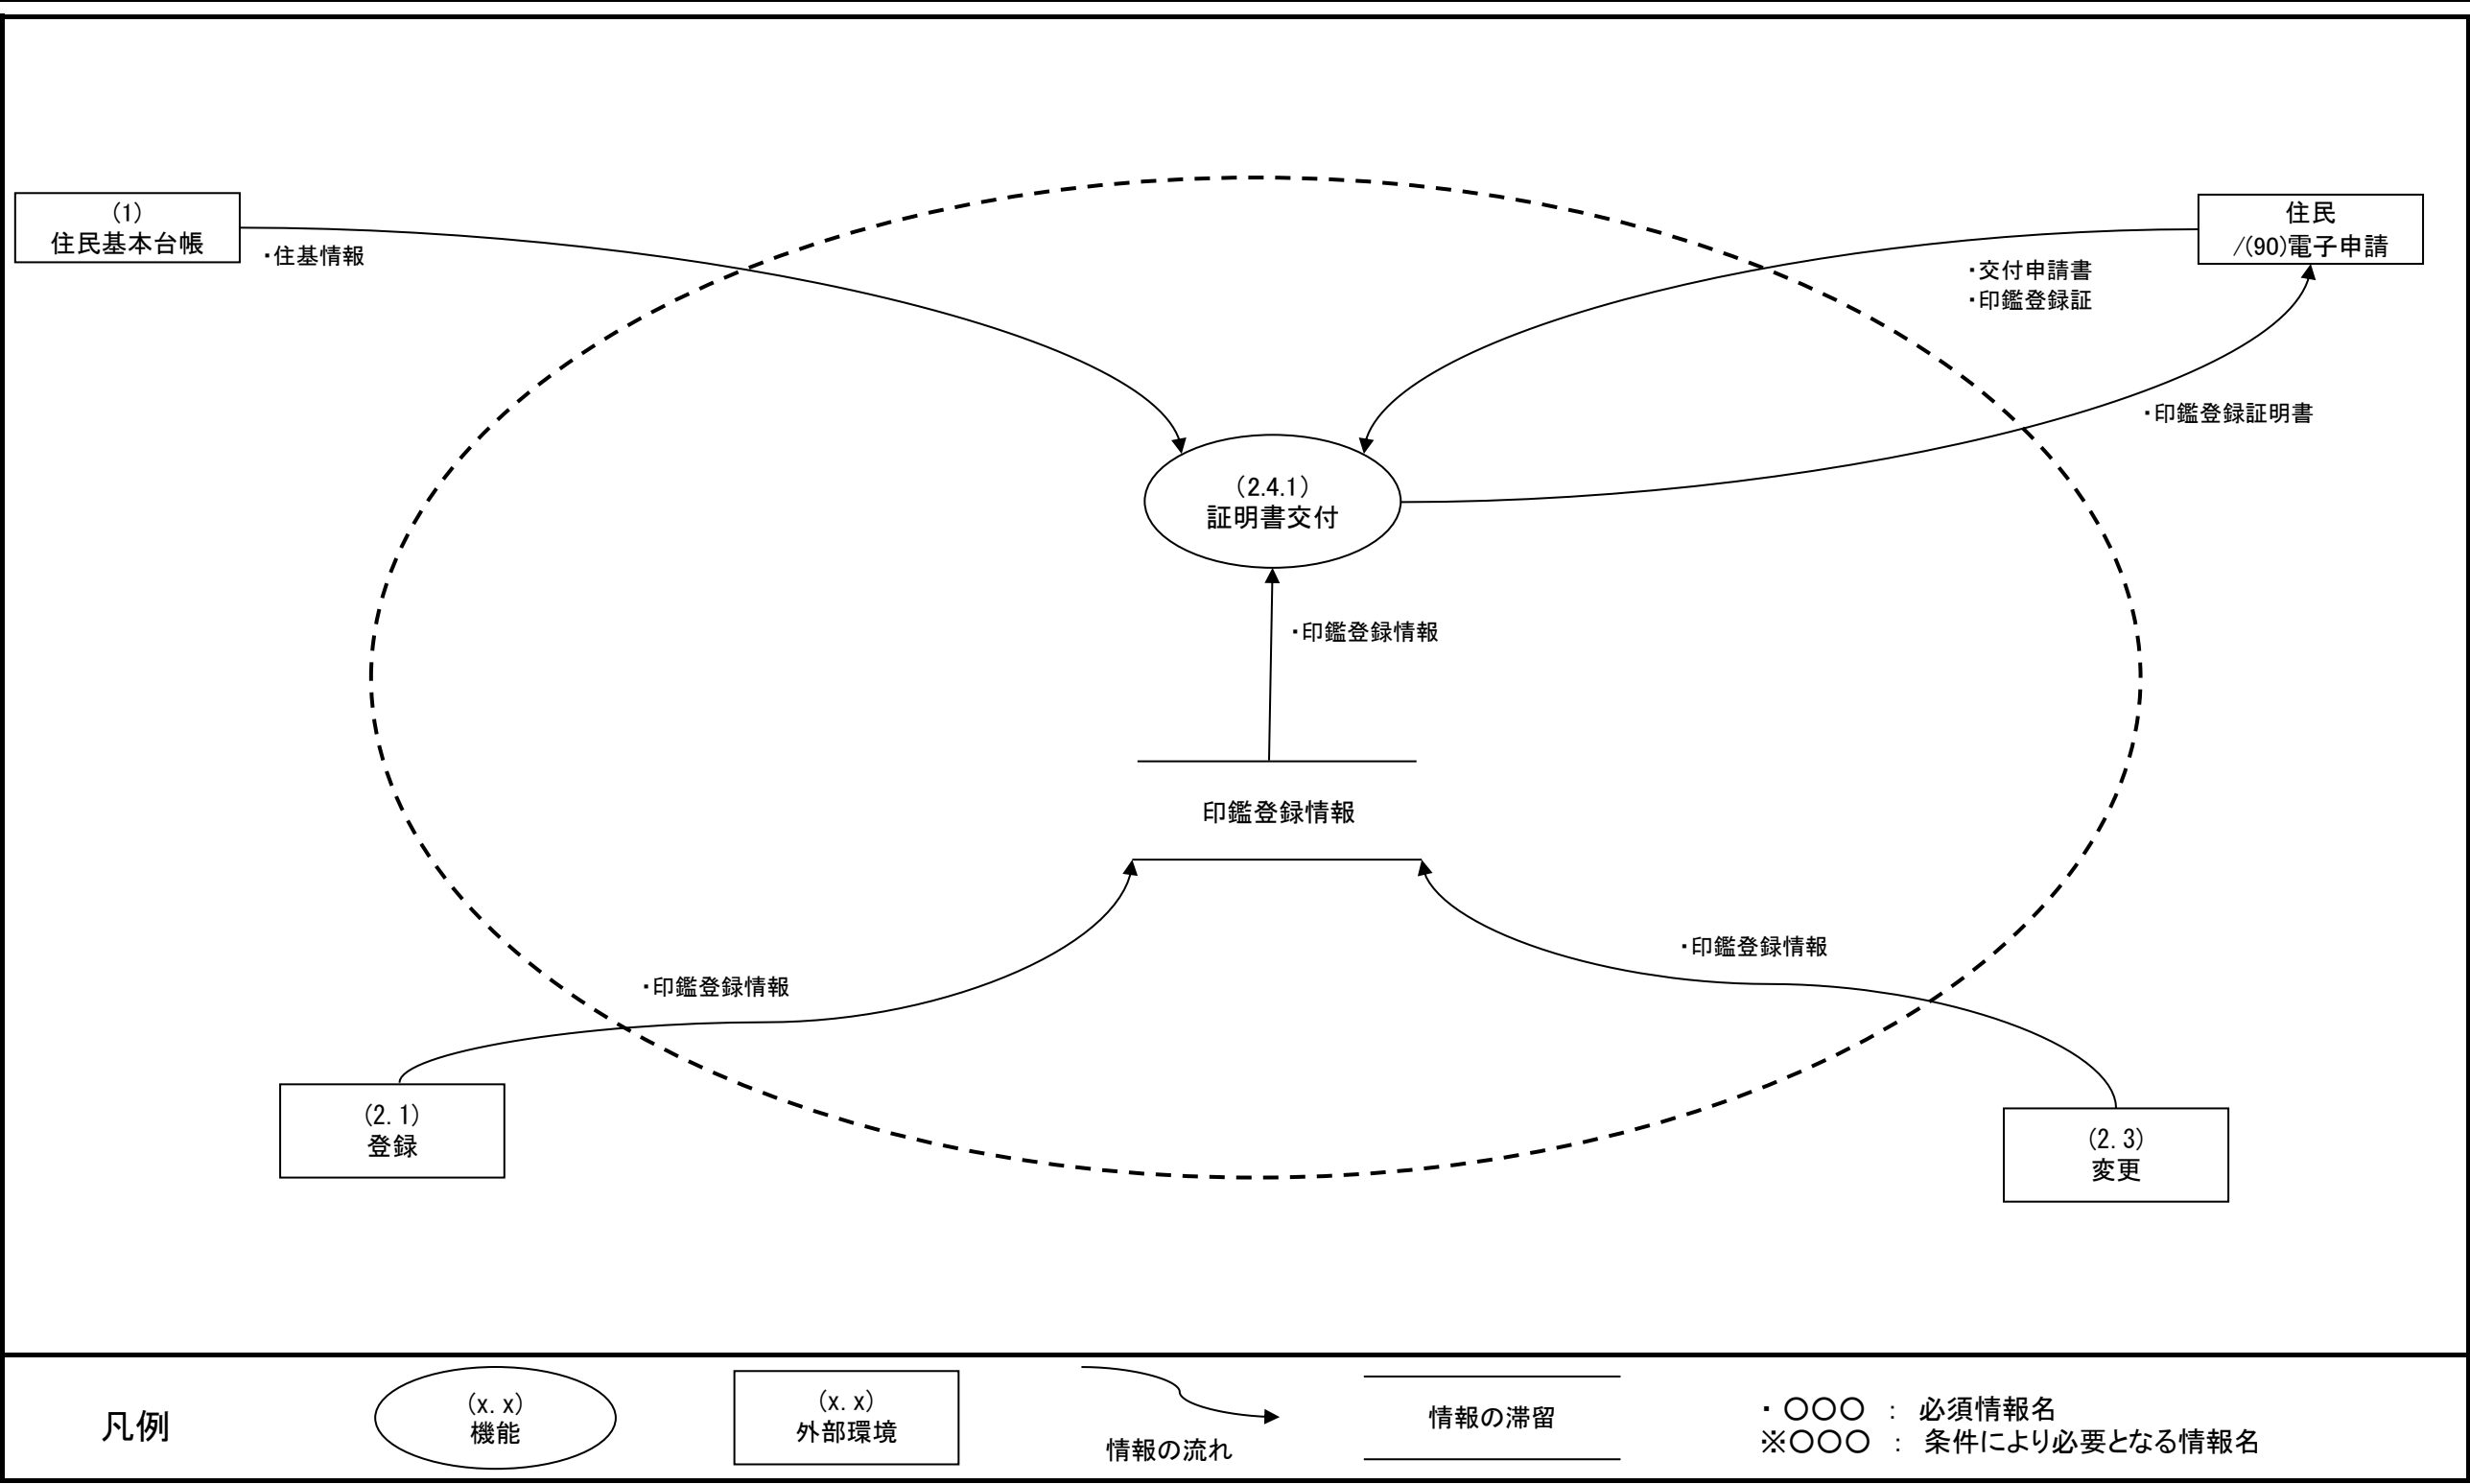 (1)
住民基本台帳
・住基情報
住民
/(90)電子申請
・交付申請書
・印鑑登録証
・印鑑登録証明書
(2.4.1)
証明書交付
・印鑑登録情報
印鑑登録情報
・印鑑登録情報
・印鑑登録情報
(2.1)
登録
(2.3)
変更
凡例
(x.x)
機能
(x.x)
外部環境
情報の流れ
情報の滞留
・ 〇〇〇 ： 必須情報名
※〇〇〇 ： 条件により必要となる情報名